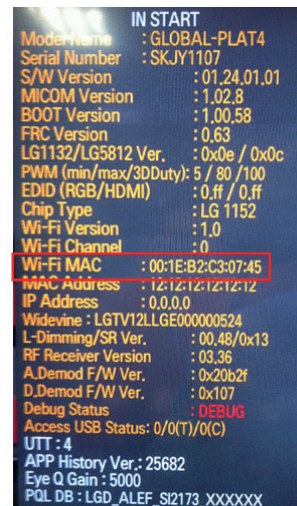 IN START
Model Name : GLOBAL-PLAT4
Serial Number : SKJY1107
S/W Version : 01.24.01.01
MICOM Version : 1.02.8
BOOT Version : 1.00.58
FRC Version : 0.63
LG1132/LG5812 Ver. : 0x0e / 0x0c
PWM (min/max/3DDuty): 5 / 80 /100
EDID (RGB/HDMI) : 0.ff / 0.ff
Chip Type : LG 1152
Wi-Fi Version : 1.0
Wi-Fi Channel : 0
Wi-Fi MAC : 00:1E:B2:C3:07:45
MAC Address : 12:12:12:12:12:12
IP Address : 0.0.0.0
Widevine : LGTV12LLGE000000524
L-Dimming/SR Ver. : 00.48/0x13
RF Receiver Version : 03.36
A.Demod F/W Ver. : 0x20b2f
D.Demod F/W Ver. : 0x107
Debug Status : DEBUG
Access USB Status: 0/0(T)/0(C)
UTT : 4
APP History Ver.: 25682
Eye Q Gain : 5000
PQL DB : LGD_ALEF_SI2173_XXXXXX